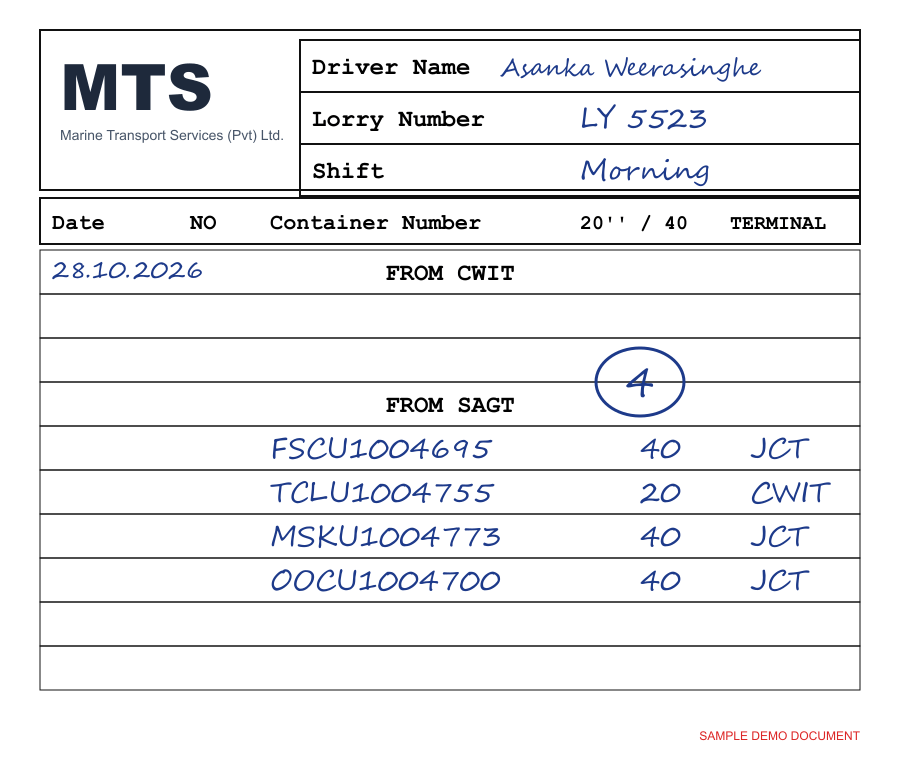 MTS
Marine Transport Services (Pvt) Ltd.
Driver Name Asanka Weerasinghe
Lorry Number LY 5523
Shift Morning
Date NO Container Number 20'' / 40 TERMINAL
28.10.2026 FROM CWIT
4
FROM SAGT
FSCU1004695 40 JCT
TCLU1004755 20 CWIT
MSKU1004773 40 JCT
OOCU1004700 40 JCT
SAMPLE DEMO DOCUMENT